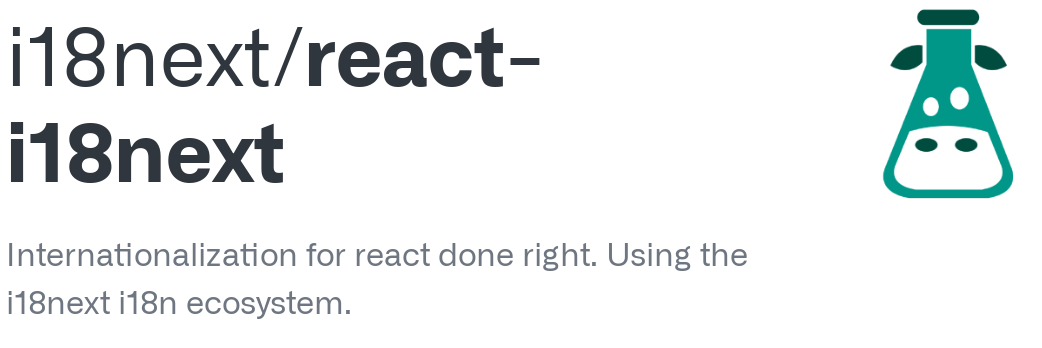 i18next/react-
i18next
Internationalization for react done right. Using the
i18next i18n ecosystem.